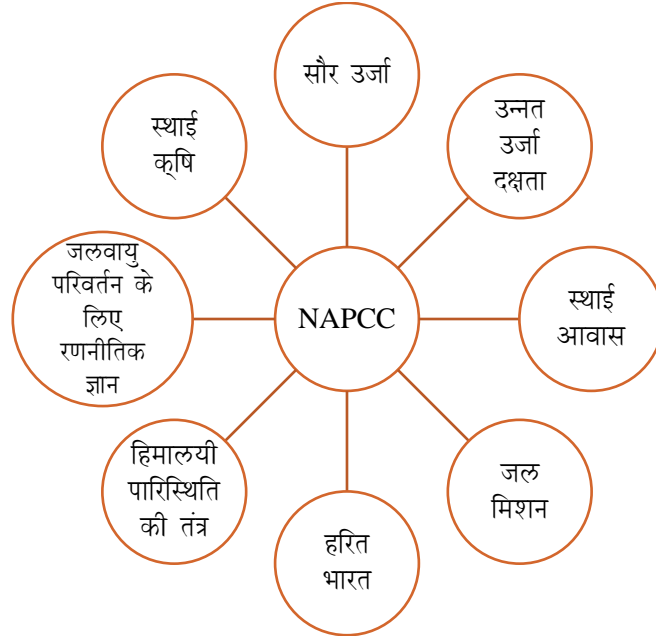 सौर उर्जा
उन्नत
उर्जा
दक्षता
स्थाई
आवास
जल
मिशन
हरित
भारत
हिमालयी
पारिस्थिति
की तंत्र
जलवायु
परिवर्तन के
लिए
रणनीतिक
ज्ञान
स्थाई
क्षि
NAPCC